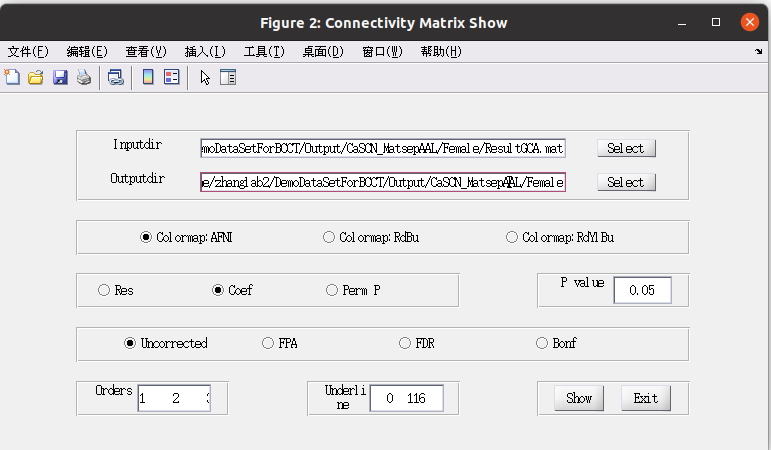 Figure 2: Connectivity Matrix Show
文件(F) 编辑(E) 查看(V) 插入(I) 工具(T) 桌面(D) 窗口(W) 帮助(H)
Inputdir moDataSetForBCCT/Output/CaSCN_MatsepAAL/Female/ResultGCA.mat Select
Outputdir e/zhanglab2/DemoDataSetForBCCT/Output/CaSCN_MatsepAAL/Female Select
Colormap:AFNI Colormap:RdBu Colormap:RdYlBu
Res Coef Perm P P value 0.05
Uncorrected FPA FDR Bonf
Orders 1 2 3 Underli
ne 0 116 Show Exit